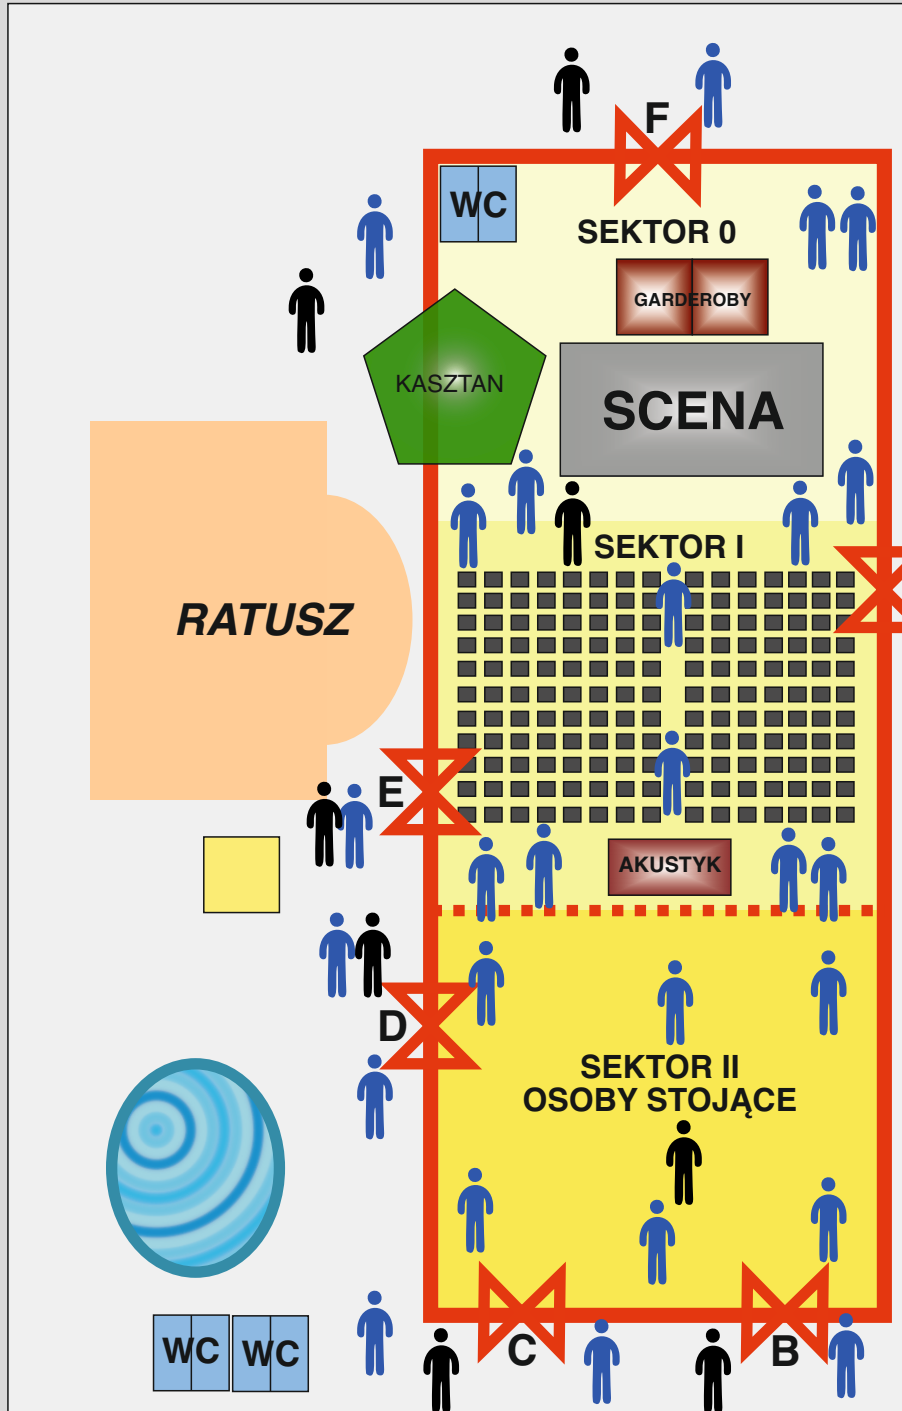 F
WC
SEKTOR 0
GARDEROBY
KASZTAN
SCENA
SEKTOR I
RATUSZ
E
AKUSTYK
D
SEKTOR II
OSOBY STOJĄCE
WC
WC
C
B